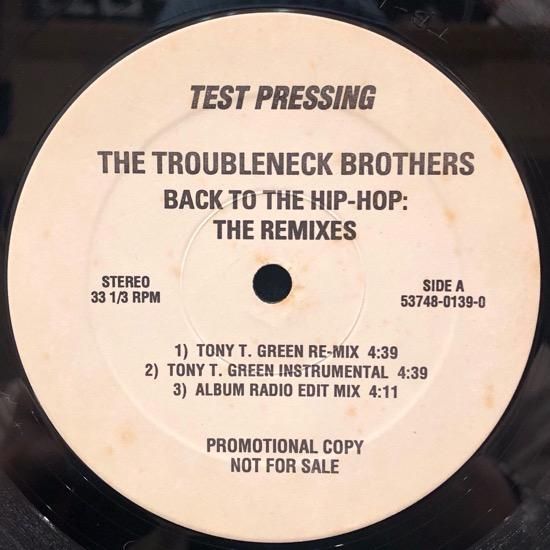 TEST PRESSING
THE TROUBLENECK BROTHERS
BACK TO THE HIP-HOP:
THE REMIXES
STEREO
33 1/3 RPM
SIDE A
53748-0139-0
1) TONY T. GREEN RE-MIX 4:39
2) TONY T. GREEN INSTRUMENTAL 4:39
3) ALBUM RADIO EDIT MIX 4:11
PROMOTIONAL COPY
NOT FOR SALE